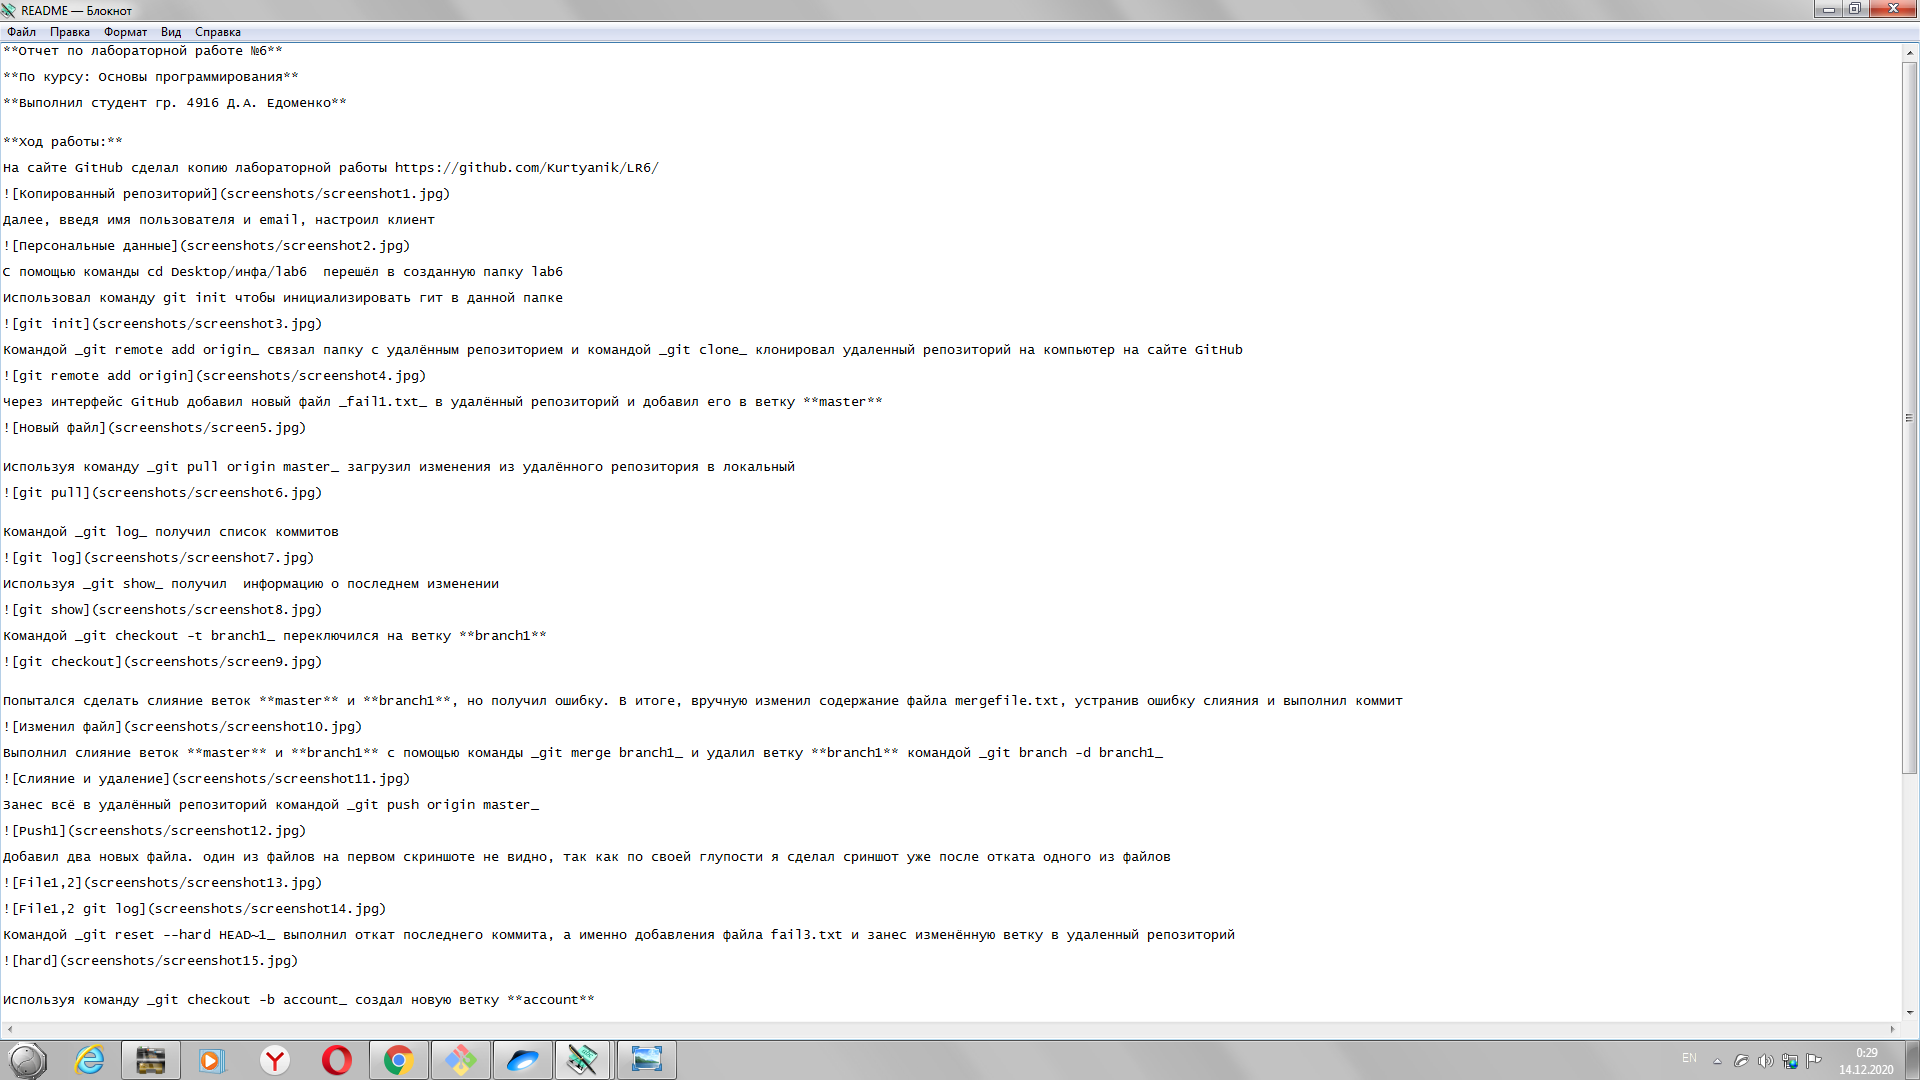 README — Блокнот
Файл Правка Формат Вид Справка
**Отчет по лабораторной работе №6**
**По курсу: Основы программирования**
**Выполнил студент гр. 4916 Д.А. Едоменко**
**Ход работы:**
На сайте GitHub сделал копию лабораторной работы https://github.com/Kurtyanik/LR6/
![Копированный репозиторий](screenshots/screenshot1.jpg)
Далее, введя имя пользователя и email, настроил клиент
![Персональные данные](screenshots/screenshot2.jpg)
С помощью команды cd Desktop/инфа/lab6  перешёл в созданную папку lab6
Использовал команду git init чтобы инициализировать гит в данной папке
![git init](screenshots/screenshot3.jpg)
Командой _git remote add origin_ связал папку с удалённым репозиторием и командой _git clone_ клонировал удаленный репозиторий на компьютер на сайте GitHub
![git remote add origin](screenshots/screenshot4.jpg)
Через интерфейс GitHub добавил новый файл _fail1.txt_ в удалённый репозиторий и добавил его в ветку **master**
![Новый файл](screenshots/screen5.jpg)
Используя команду _git pull origin master_ загрузил изменения из удалённого репозитория в локальный
![git pull](screenshots/screenshot6.jpg)
Командой _git log_ получил список коммитов
![git log](screenshots/screenshot7.jpg)
Используя _git show_ получил  информацию о последнем изменении
![git show](screenshots/screenshot8.jpg)
Командой _git checkout -t branch1_ переключился на ветку **branch1**
![git checkout](screenshots/screen9.jpg)
Попытался сделать слияние веток **master** и **branch1**, но получил ошибку. В итоге, вручную изменил содержание файла mergefile.txt, устранив ошибку слияния и выполнил коммит
![Изменил файл](screenshots/screenshot10.jpg)
Выполнил слияние веток **master** и **branch1** с помощью команды _git merge branch1_ и удалил ветку **branch1** командой _git branch -d branch1_
![Слияние и удаление](screenshots/screenshot11.jpg)
Занес всё в удалённый репозиторий командой _git push origin master_
![Push1](screenshots/screenshot12.jpg)
Добавил два новых файла. один из файлов на первом скриншоте не видно, так как по своей глупости я сделал сриншот уже после отката одного из файлов
![File1,2](screenshots/screenshot13.jpg)
![File1,2 git log](screenshots/screenshot14.jpg)
Командой _git reset --hard HEAD~1_ выполнил откат последнего коммита, а именно добавления файла fail3.txt и занес изменённую ветку в удаленный репозиторий
![hard](screenshots/screenshot15.jpg)
Используя команду _git checkout -b account_ создал новую ветку **account**
EN
0:29
14.12.2020